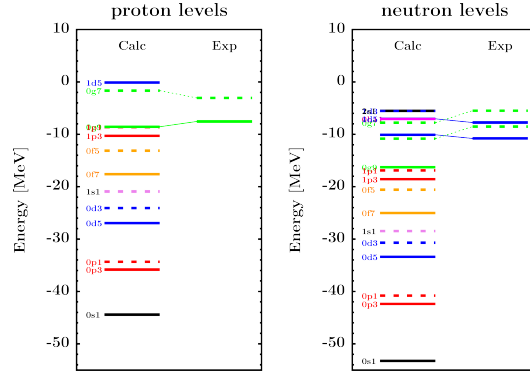 proton levels
Calc
Exp
Energy [MeV]
10
0
-10
-20
-30
-40
-50
1d5
0g7
1p3
0f5
0f7
1s1
0d3
0d5
0p1
0p3
0s1
neutron levels
Calc
Exp
Energy [MeV]
10
0
-10
-20
-30
-40
-50
0g7
0g9
1p1
1p3
0f5
0f7
1s1
0d3
0d5
0p1
0p3
0s1